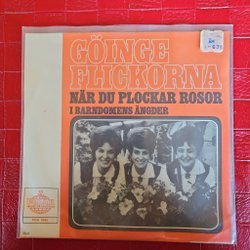 GÖINGE
FLICKORNA
NÄR DU PLOCKAR ROSOR
I BARNDOMENS ÄNGDER